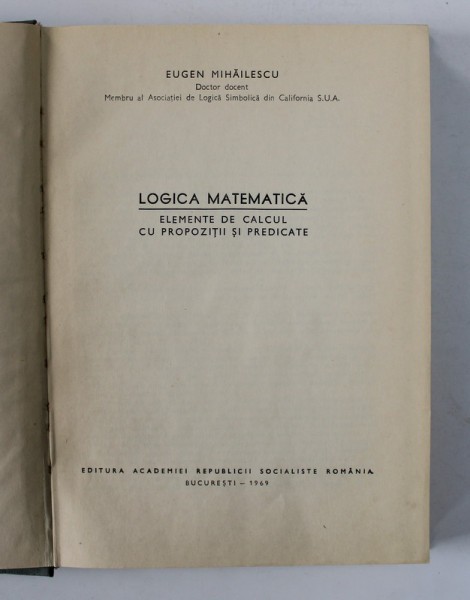 EUGEN MIHĂILESCU
Doctor docent
Membru al Asociației de Logică Simbolică din California S.U.A.
LOGICA MATEMATICĂ
ELEMENTE DE CALCUL
CU PROPOZIȚII ȘI PREDICATE
EDITURA ACADEMIEI REPUBLICII SOCIALISTE ROMÂNIA
BUCUREȘTI – 1969